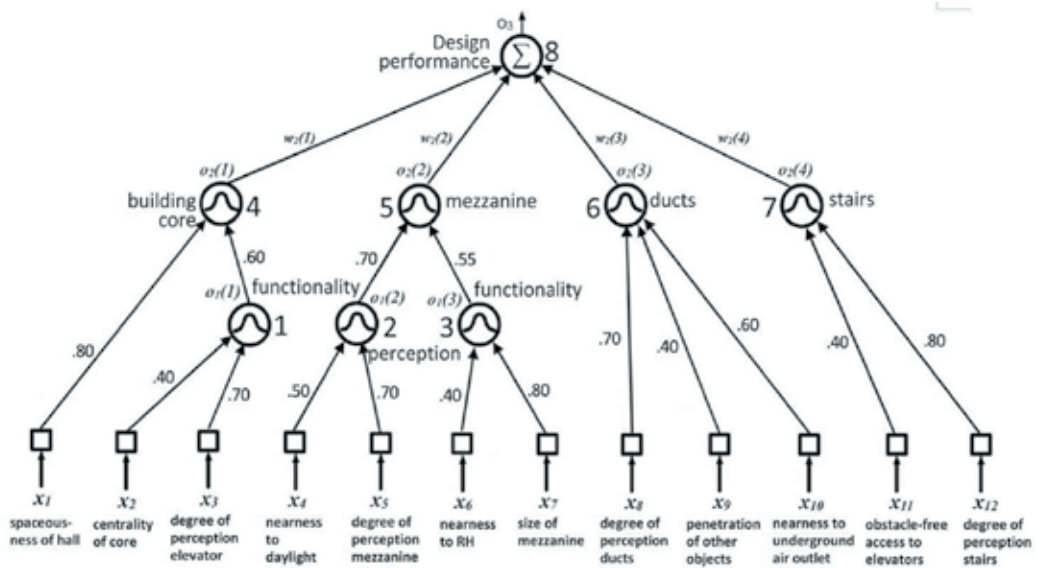 o₃
Design
performance
Σ
8
w₂(1)
w₂(2)
w₂(3)
w₂(4)
o₂(1)
o₂(2)
o₂(3)
o₂(4)
building
core
4
5
mezzanine
6
ducts
7
stairs
.60
.70
.55
o₁(1)
functionality
o₁(2)
o₁(3)
functionality
1
2
perception
3
.80
.40
.70
.50
.70
.40
.80
.70
.40
.60
.40
.80
x₁
x₂
x₃
x₄
x₅
x₆
x₇
x₈
x₉
x₁₀
x₁₁
x₁₂
spaceous-
ness of hall
centrality
of core
degree of
perception
elevator
nearness
to
daylight
degree of
perception
mezzanine
nearness
to RH
size of
mezzanine
degree of
perception
ducts
penetration
of other
objects
nearness to
underground
air outlet
obstacle-free
access to
elevators
degree of
perception
stairs